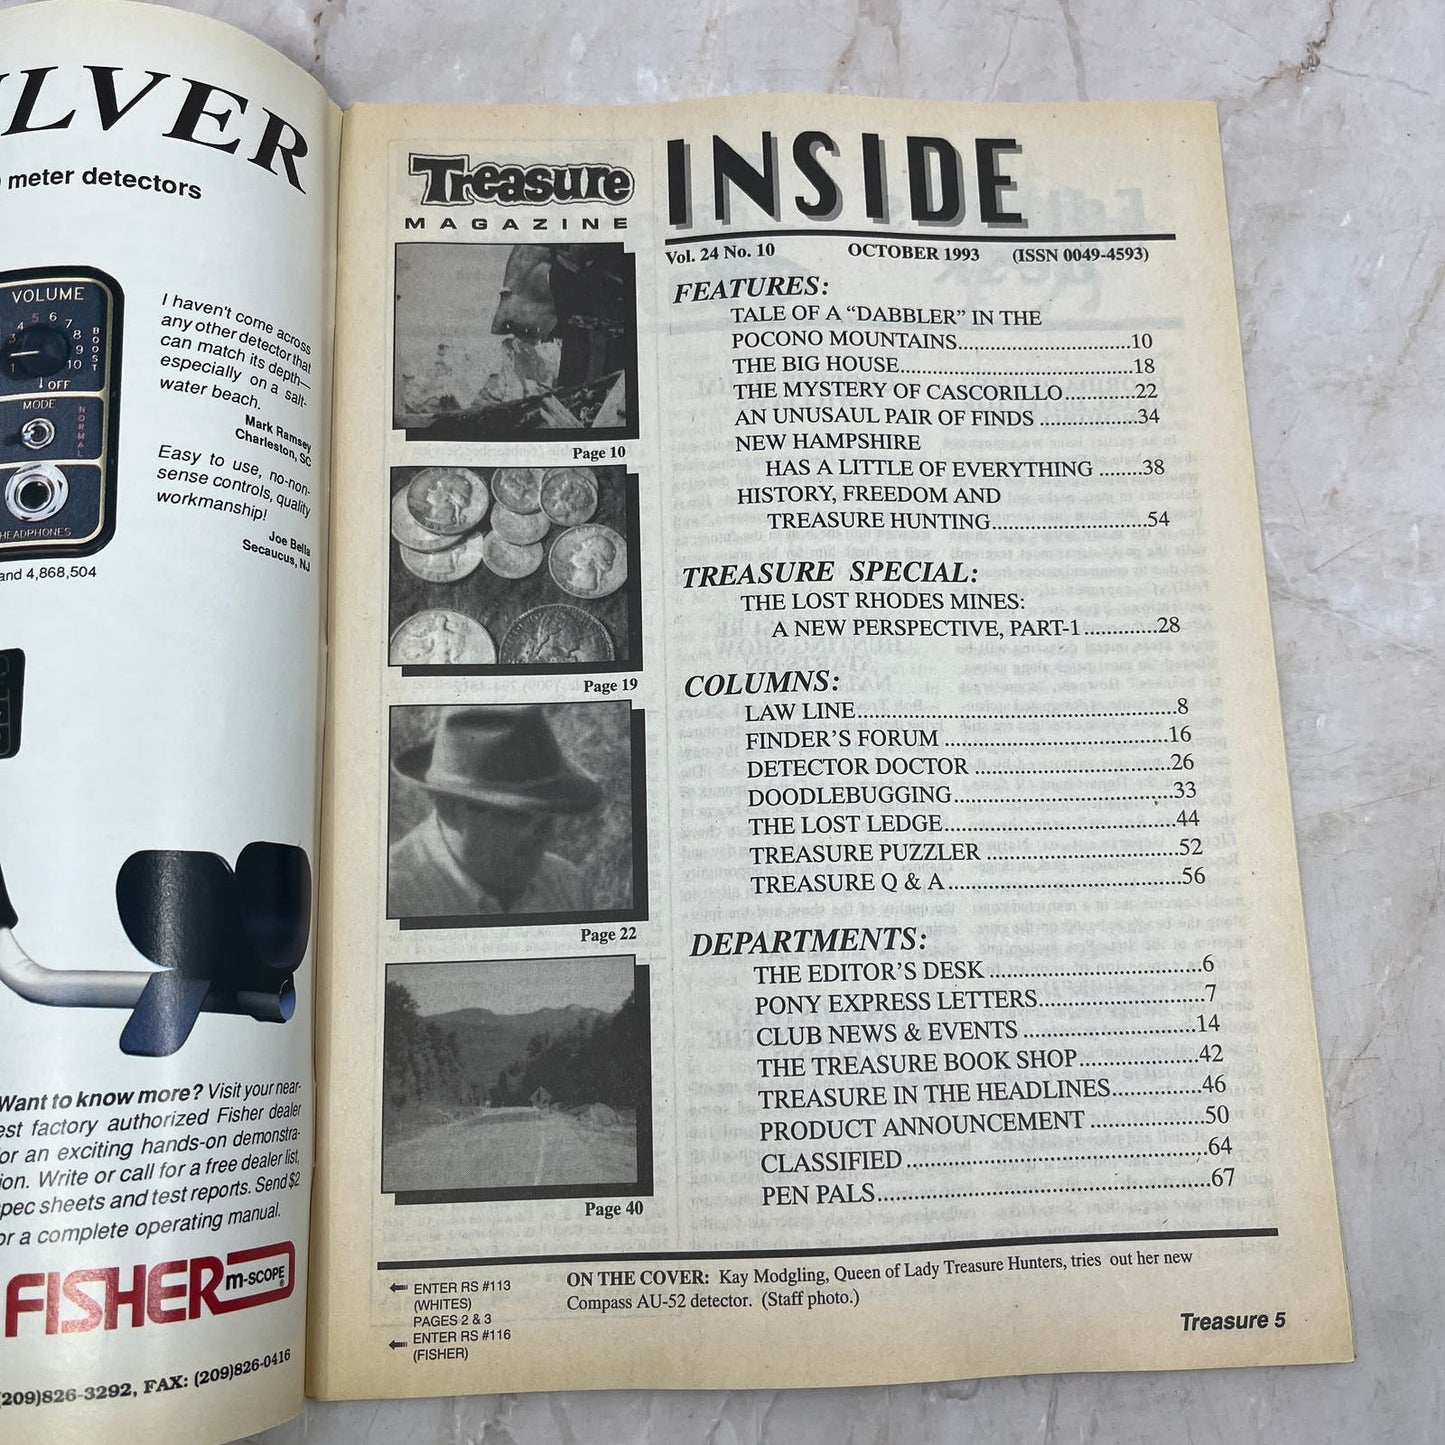 ILVER
meter detectors
VOLUME
3 4 5 6 7 8 9 10
1
BOOST
↓OFF
MODE
NORMAL
HEADPHONES
and 4,868,504
I haven't come across
any other detector that
can match its depth—
especially on a salt-
water beach.
Mark Ramsey
Charleston, SC
Easy to use, no-non-
sense controls, quality
workmanship!
Joe Bella
Secaucus, NJ
Want to know more? Visit your near-
est factory authorized Fisher dealer
for an exciting hands-on demonstra-
tion. Write or call for a free dealer list,
spec sheets and test reports. Send $2
for a complete operating manual.
FISHER
m-SCOPE®
(209)826-3292, FAX: (209)826-0416
Treasure
MAGAZINE
Page 10
Page 19
Page 22
Page 40
INSIDE
Vol. 24 No. 10 OCTOBER 1993 (ISSN 0049-4593)
FEATURES:
TALE OF A “DABBLER” IN THE
POCONO MOUNTAINS..............................10
THE BIG HOUSE........................................18
THE MYSTERY OF CASCORILLO............22
AN UNUSAUL PAIR OF FINDS .................34
NEW HAMPSHIRE
HAS A LITTLE OF EVERYTHING ........38
HISTORY, FREEDOM AND
TREASURE HUNTING...........................54
TREASURE SPECIAL:
THE LOST RHODES MINES:
A NEW PERSPECTIVE, PART-1.............28
COLUMNS:
LAW LINE.......................................................8
FINDER’S FORUM ......................................16
DETECTOR DOCTOR .................................26
DOODLEBUGGING.....................................33
THE LOST LEDGE.......................................44
TREASURE PUZZLER ................................52
TREASURE Q & A.......................................56
DEPARTMENTS:
THE EDITOR’S DESK ...................................6
PONY EXPRESS LETTERS...........................7
CLUB NEWS & EVENTS ............................14
THE TREASURE BOOK SHOP....................42
TREASURE IN THE HEADLINES...............46
PRODUCT ANNOUNCEMENT ...................50
CLASSIFIED .................................................64
PEN PALS......................................................67
ENTER RS #113
(WHITES)
PAGES 2 & 3
ENTER RS #116
(FISHER)
ON THE COVER: Kay Modgling, Queen of Lady Treasure Hunters, tries out her new
Compass AU-52 detector. (Staff photo.)
Treasure 5